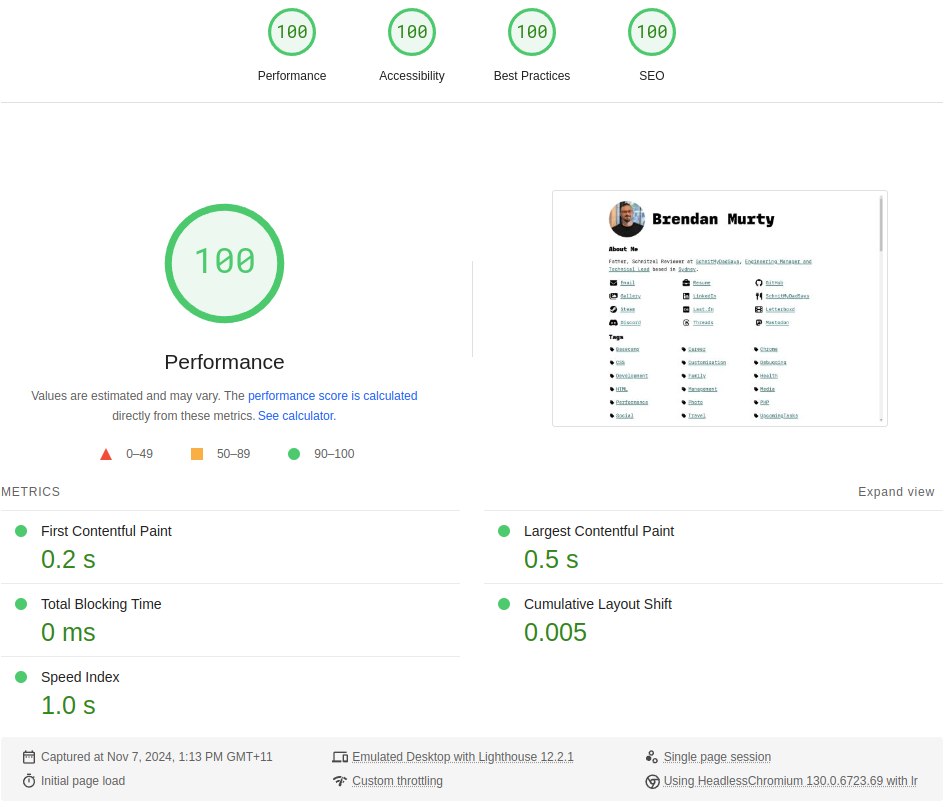 100 100 100 100
Performance Accessibility Best Practices SEO
100
Performance
Values are estimated and may vary. The performance score is calculated
directly from these metrics. See calculator.
0–49 50–89 90–100
Brendan Murty
About Me
Father, Schnitzel Reviewer at SchnitMyDadSays, Engineering Manager and
Technical Lead based in Sydney.
Email Resume GitHub
Gallery LinkedIn SchnitMyDadSays
Steam Last.fm Letterboxd
Discord Threads Mastodon
Tags
Basecamp Career Chrome
CSS Customisation Debugging
Development Family Health
HTML Management Media
Performance Photo PHP
Social Travel UpcomingTasks
METRICS Expand view
First Contentful Paint Largest Contentful Paint
0.2 s 0.5 s
Total Blocking Time Cumulative Layout Shift
0 ms 0.005
Speed Index
1.0 s
Captured at Nov 7, 2024, 1:13 PM GMT+11 Emulated Desktop with Lighthouse 12.2.1 Single page session
Initial page load Custom throttling Using HeadlessChromium 130.0.6723.69 with lr